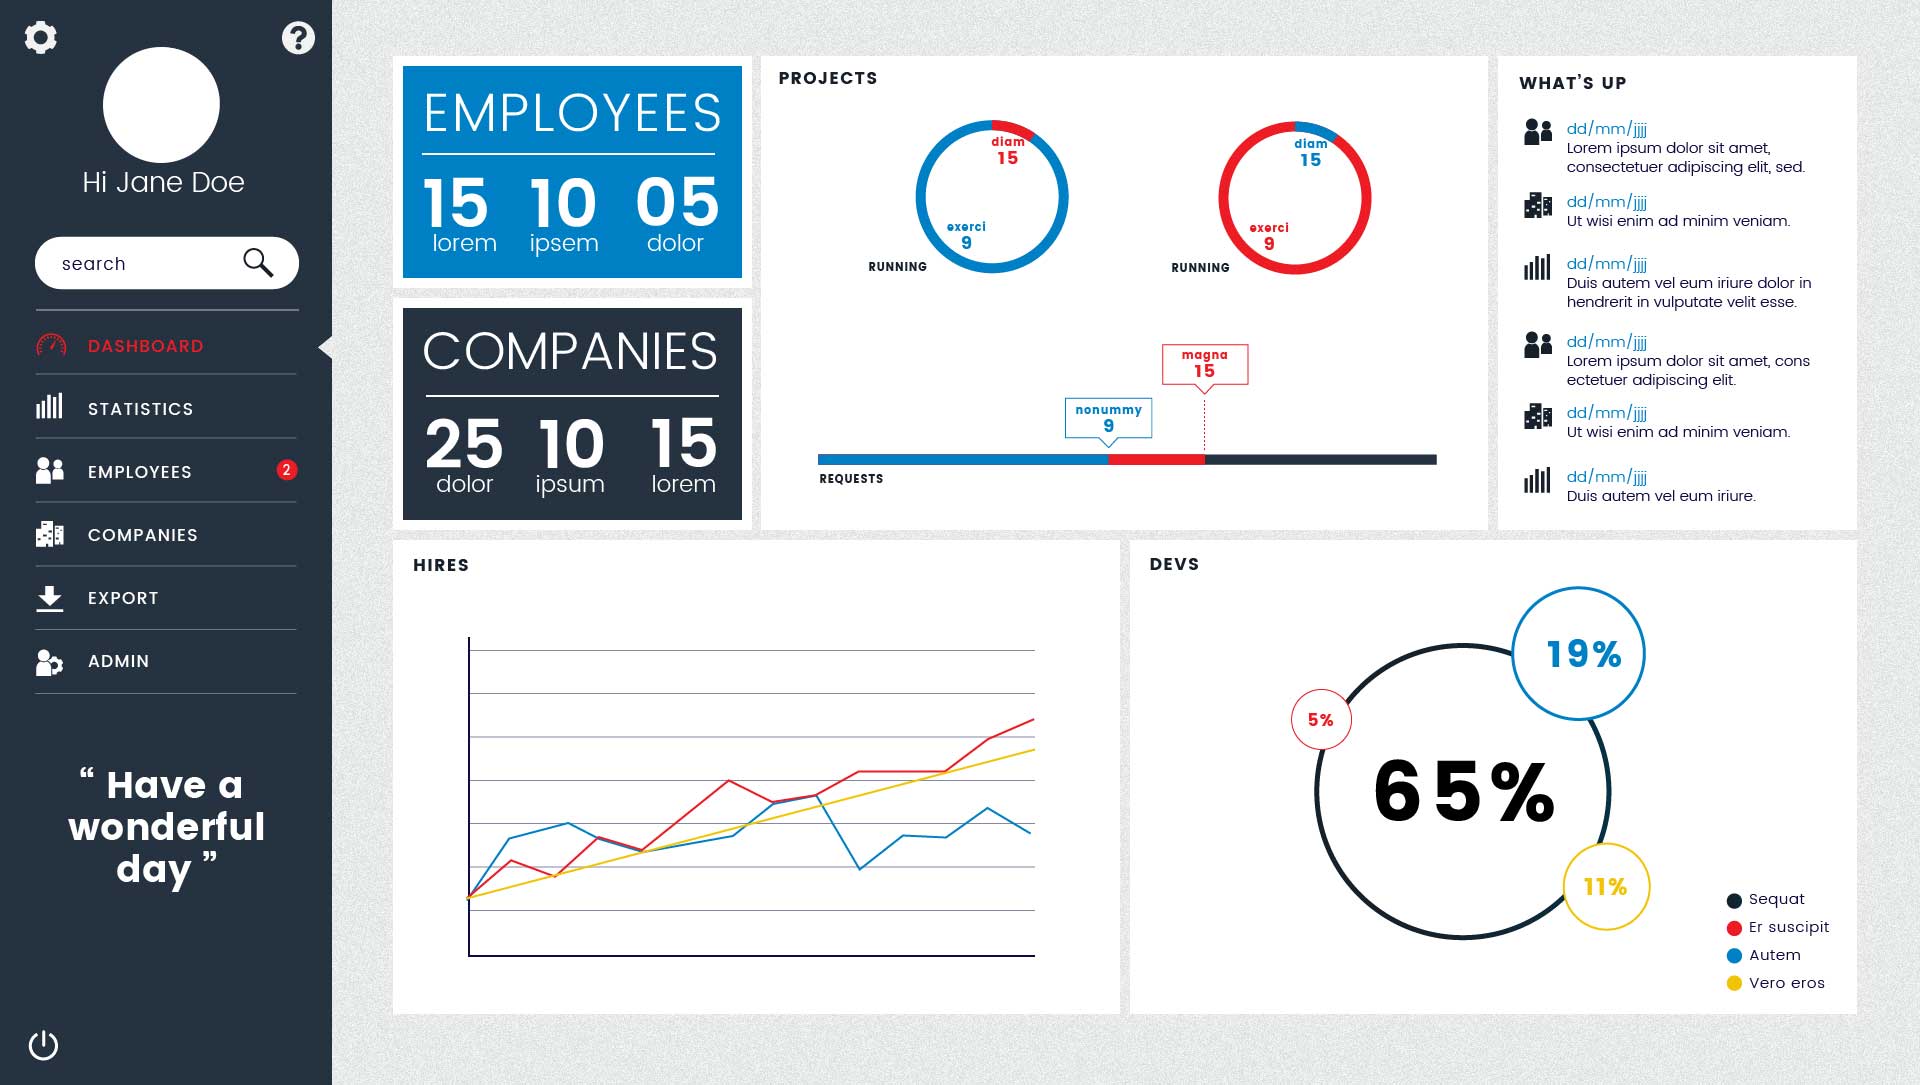 Hi Jane Doe
search
DASHBOARD
STATISTICS
EMPLOYEES 2
COMPANIES
EXPORT
ADMIN
“ Have a
wonderful
day ”
EMPLOYEES
15 10 05
lorem ipsem dolor
COMPANIES
25 10 15
dolor ipsum lorem
PROJECTS
diam
15
exerci
9
RUNNING
diam
15
exerci
9
RUNNING
magna
15
nonummy
9
REQUESTS
WHAT’S UP
dd/mm/jjjj
Lorem ipsum dolor sit amet,
consectetuer adipiscing elit, sed.
dd/mm/jjjj
Ut wisi enim ad minim veniam.
dd/mm/jjjj
Duis autem vel eum iriure dolor in
hendrerit in vulputate velit esse.
dd/mm/jjjj
Lorem ipsum dolor sit amet, cons
ectetuer adipiscing elit.
dd/mm/jjjj
Ut wisi enim ad minim veniam.
dd/mm/jjjj
Duis autem vel eum iriure.
HIRES
DEVS
19%
5%
65%
11%
Sequat
Er suscipit
Autem
Vero eros